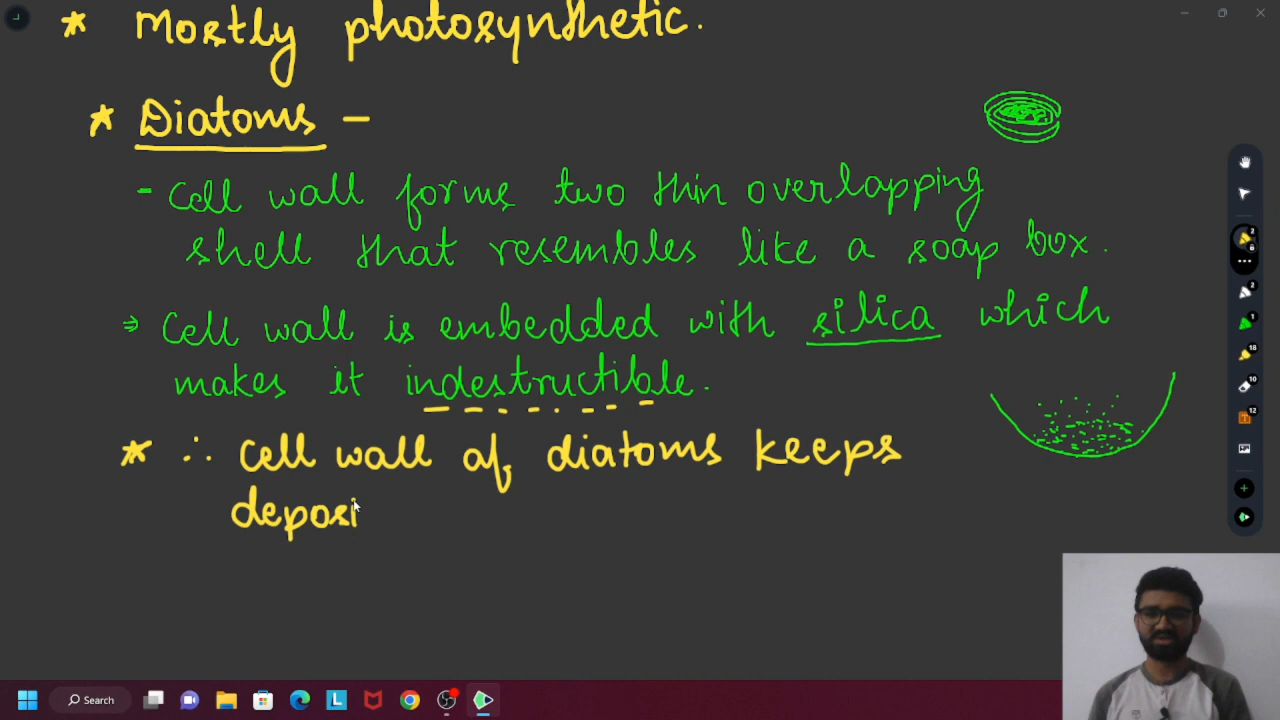 * Mostly photosynthetic.
* Diatoms -
- Cell wall forms two thin overlapping
shell that resembles like a soap box.
⇒ Cell wall is embedded with silica which
makes it indestructible.
* ∴ Cell wall of diatoms keeps
deposi
Search